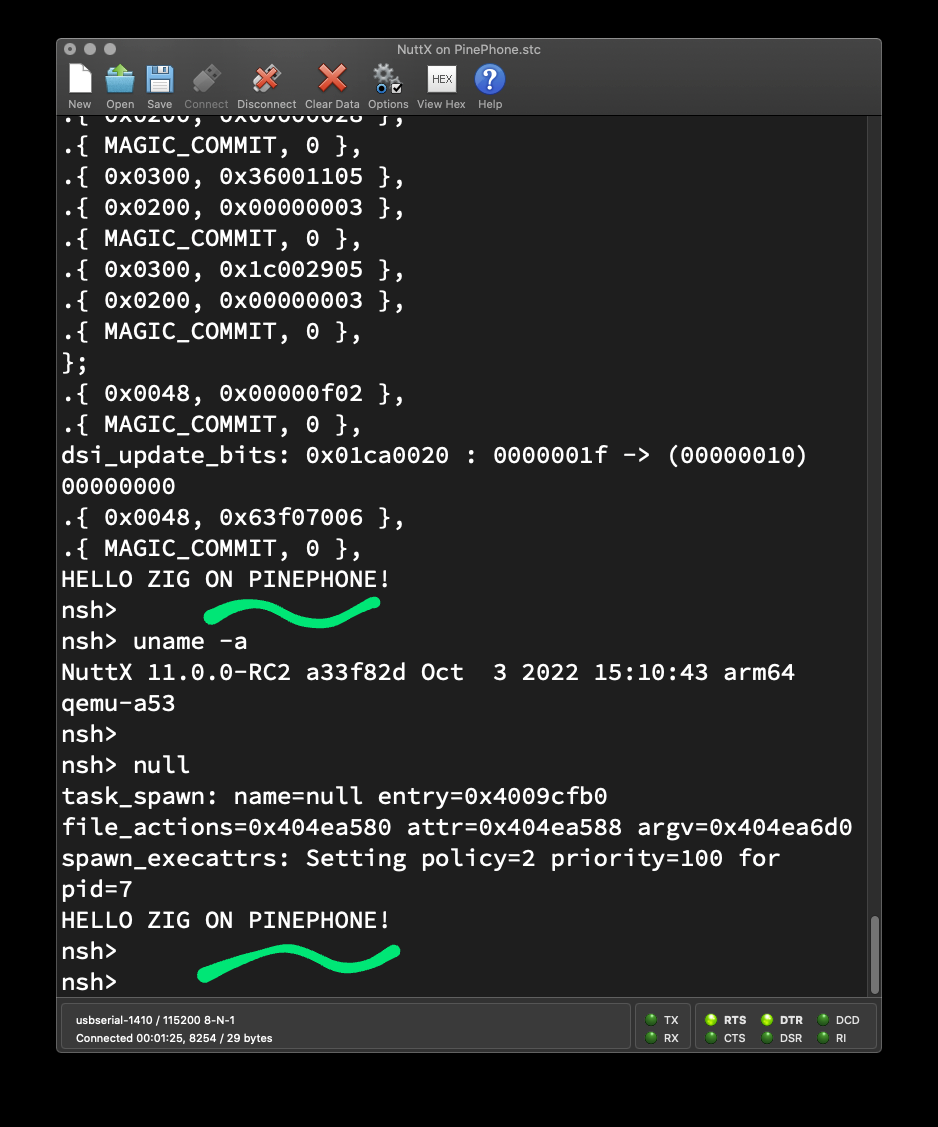 NuttX on PinePhone.stc
New Open Save Connect Disconnect Clear Data Options View Hex Help
HEX
.{ 0x0200, 0x00000028 },
.{ MAGIC_COMMIT, 0 },
.{ 0x0300, 0x36001105 },
.{ 0x0200, 0x00000003 },
.{ MAGIC_COMMIT, 0 },
.{ 0x0300, 0x1c002905 },
.{ 0x0200, 0x00000003 },
.{ MAGIC_COMMIT, 0 },
};
.{ 0x0048, 0x00000f02 },
.{ MAGIC_COMMIT, 0 },
dsi_update_bits: 0x01ca0020 : 0000001f -> (00000010)
00000000
.{ 0x0048, 0x63f07006 },
.{ MAGIC_COMMIT, 0 },
HELLO ZIG ON PINEPHONE!
nsh>
nsh> uname -a
NuttX 11.0.0-RC2 a33f82d Oct  3 2022 15:10:43 arm64
qemu-a53
nsh>
nsh> null
task_spawn: name=null entry=0x4009cfb0
file_actions=0x404ea580 attr=0x404ea588 argv=0x404ea6d0
spawn_execattrs: Setting policy=2 priority=100 for
pid=7
HELLO ZIG ON PINEPHONE!
nsh>
nsh>
usbserial-1410 / 115200 8-N-1
Connected 00:01:25, 8254 / 29 bytes
TX RTS DTR DCD
RX CTS DSR RI